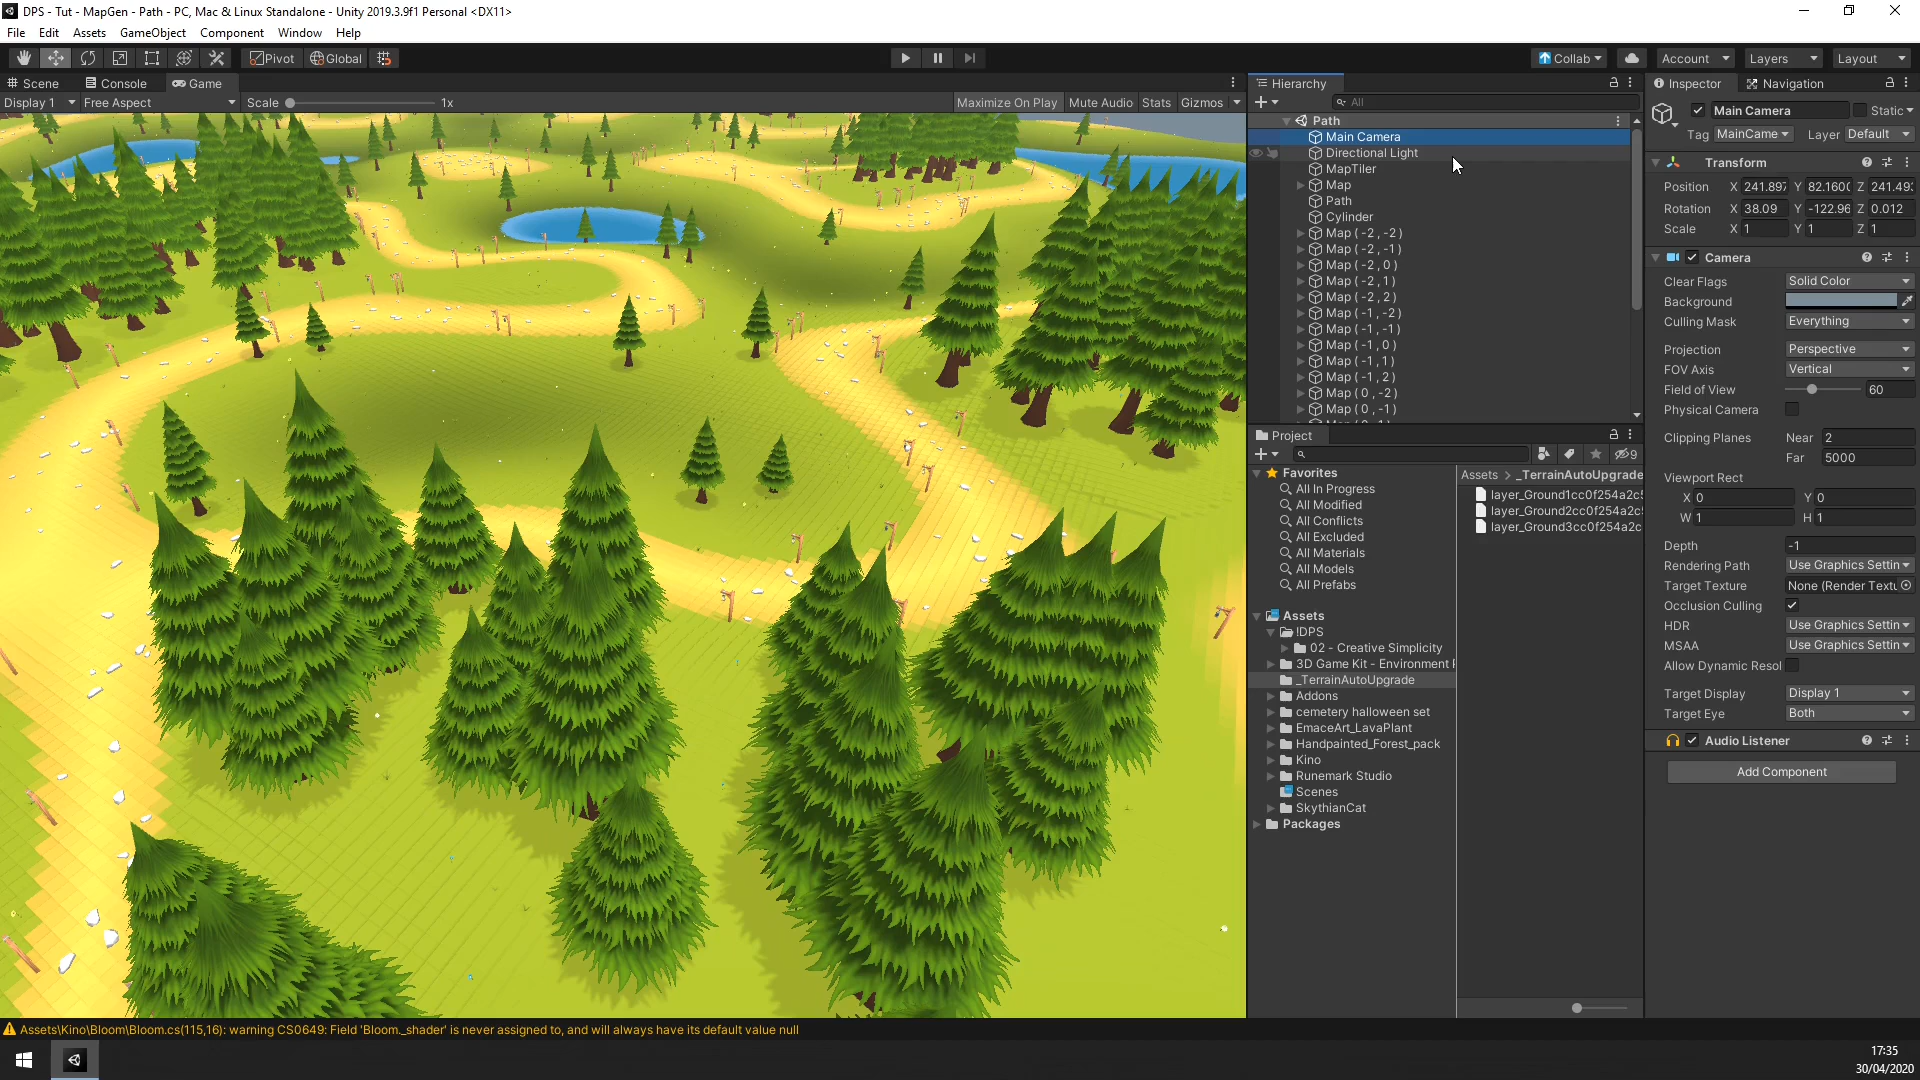 DPS - Tut - MapGen - Path - PC, Mac & Linux Standalone - Unity 2019.3.9f1 Personal <DX11>
File Edit Assets GameObject Component Window Help
Pivot Global Collab Account Layers Layout
Scene Console Game
Display 1 Free Aspect Scale 1x Maximize On Play Mute Audio Stats Gizmos
Hierarchy
All
Path
Main Camera
Directional Light
MapTiler
Map
Path
Cylinder
Map ( -2 , -2 )
Map ( -2 , -1 )
Map ( -2 , 0 )
Map ( -2 , 1 )
Map ( -2 , 2 )
Map ( -1 , -2 )
Map ( -1 , -1 )
Map ( -1 , 0 )
Map ( -1 , 1 )
Map ( -1 , 2 )
Map ( 0 , -2 )
Map ( 0 , -1 )
Project
9
Favorites
All In Progress
All Modified
All Conflicts
All Excluded
All Materials
All Models
All Prefabs
Assets
!DPS
02 - Creative Simplicity
3D Game Kit - Environment
_TerrainAutoUpgrade
Addons
cemetery halloween set
EmaceArt_LavaPlant
Handpainted_Forest_pack
Kino
Runemark Studio
Scenes
SkythianCat
Packages
Assets > _TerrainAutoUpgrade
layer_Ground1cc0f254a2c
layer_Ground2cc0f254a2c
layer_Ground3cc0f254a2c
Inspector Navigation
Main Camera Static
Tag MainCame Layer Default
Transform
Position X 241.897 Y 82.160 Z 241.49
Rotation X 38.09 Y -122.96 Z 0.012
Scale X 1 Y 1 Z 1
Camera
Clear Flags Solid Color
Background
Culling Mask Everything
Projection Perspective
FOV Axis Vertical
Field of View 60
Physical Camera
Clipping Planes Near 2
Far 5000
Viewport Rect
X 0 Y 0
W 1 H 1
Depth -1
Rendering Path Use Graphics Settin
Target Texture None (Render Textu
Occlusion Culling
HDR Use Graphics Settin
MSAA Use Graphics Settin
Allow Dynamic Resol
Target Display Display 1
Target Eye Both
Audio Listener
Add Component
Assets\Kino\Bloom\Bloom.cs(115,16): warning CS0649: Field 'Bloom._shader' is never assigned to, and will always have its default value null
17:35
30/04/2020